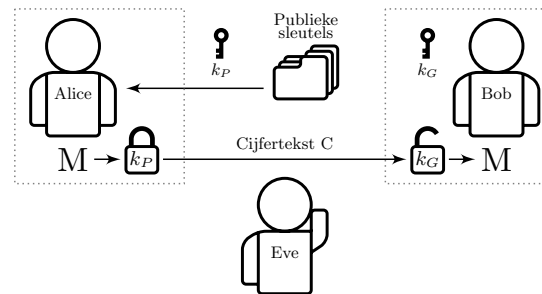 Publieke
sleutels
k_P
k_G
Alice
Bob
Cijfertekst C
M
k_P
k_G
M
Eve